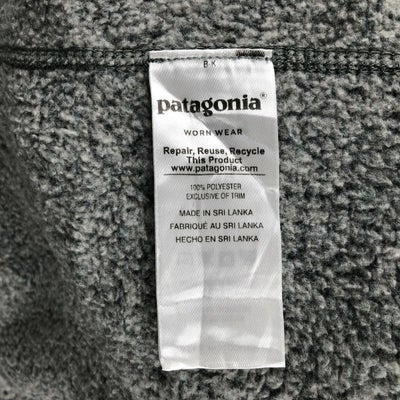 BK
patagonia®
WORN WEAR
Repair, Reuse, Recycle
This Product
www.patagonia.com
100% POLYESTER
EXCLUSIVE OF TRIM
MADE IN SRI LANKA
FABRIQUÉ AU SRI LANKA
HECHO EN SRI LANKA